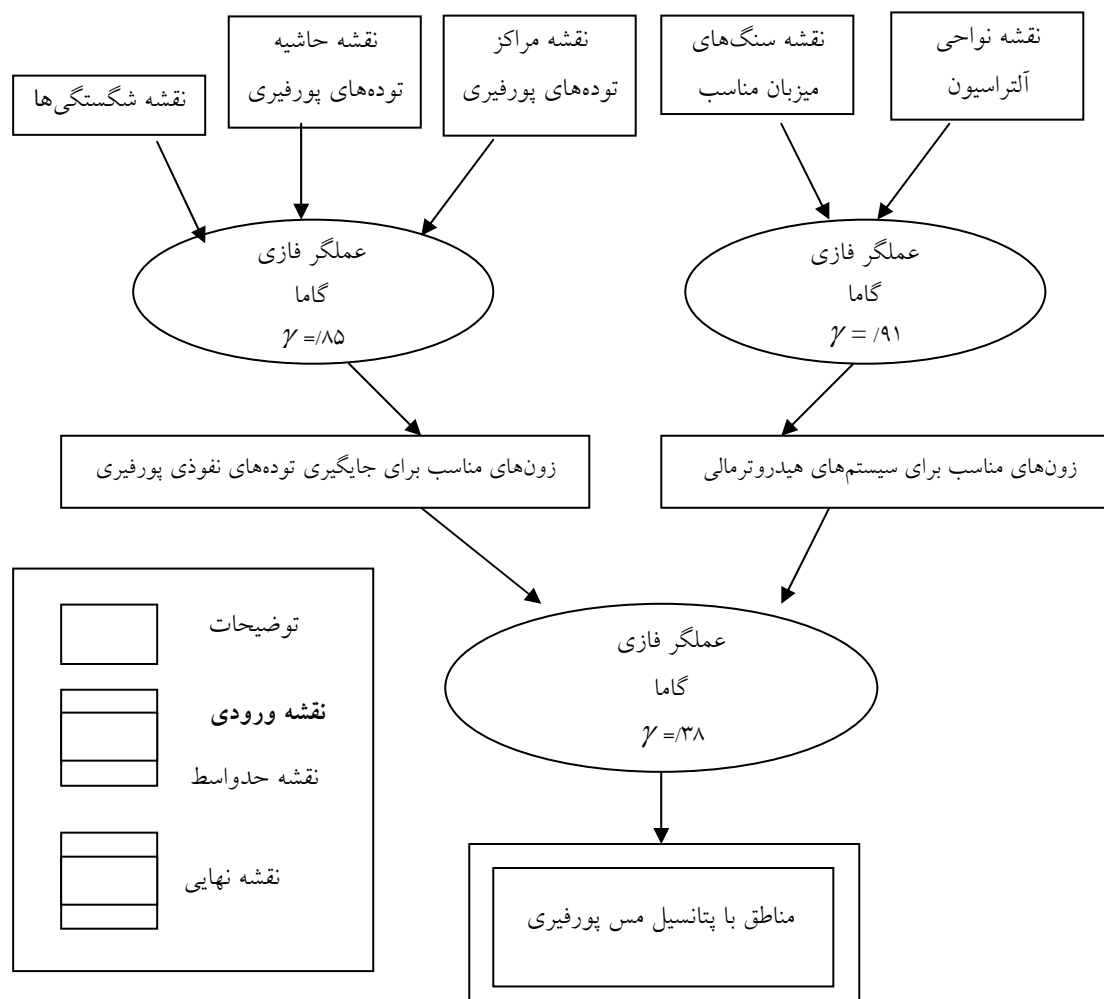 نقشه نواحی
آلتراسیون
نقشه سنگ‌های
میزبان مناسب
نقشه مراکز
توده‌های پورفیری
نقشه حاشیه
توده‌های پورفیری
نقشه شگستگی‌ها
عملگر فازی
گاما
γ = /۹۱
عملگر فازی
گاما
γ =/۸۵
زون‌های مناسب برای سیستم‌های هیدروترمالی
زون‌های مناسب برای جایگیری توده‌های نفوذی پورفیری
عملگر فازی
گاما
γ =/۳۸
مناطق با پتانسیل مس پورفیری
توضیحات
نقشه ورودی
نقشه حدواسط
نقشه نهایی